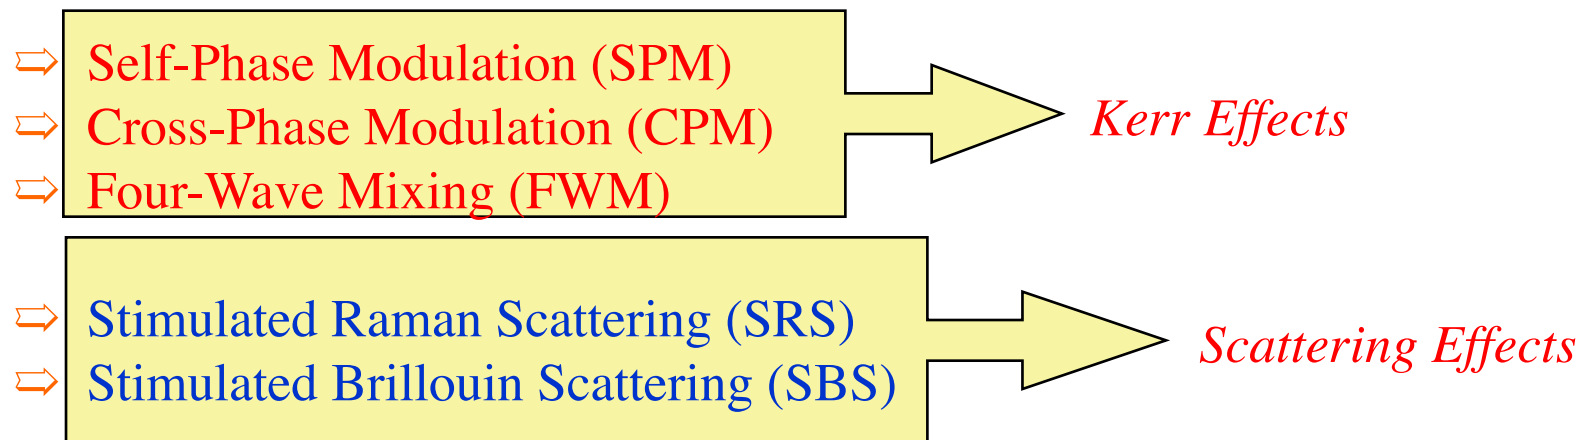 ⇨ Self-Phase Modulation (SPM)
⇨ Cross-Phase Modulation (CPM)
⇨ Four-Wave Mixing (FWM)
Kerr Effects
⇨ Stimulated Raman Scattering (SRS)
⇨ Stimulated Brillouin Scattering (SBS)
Scattering Effects